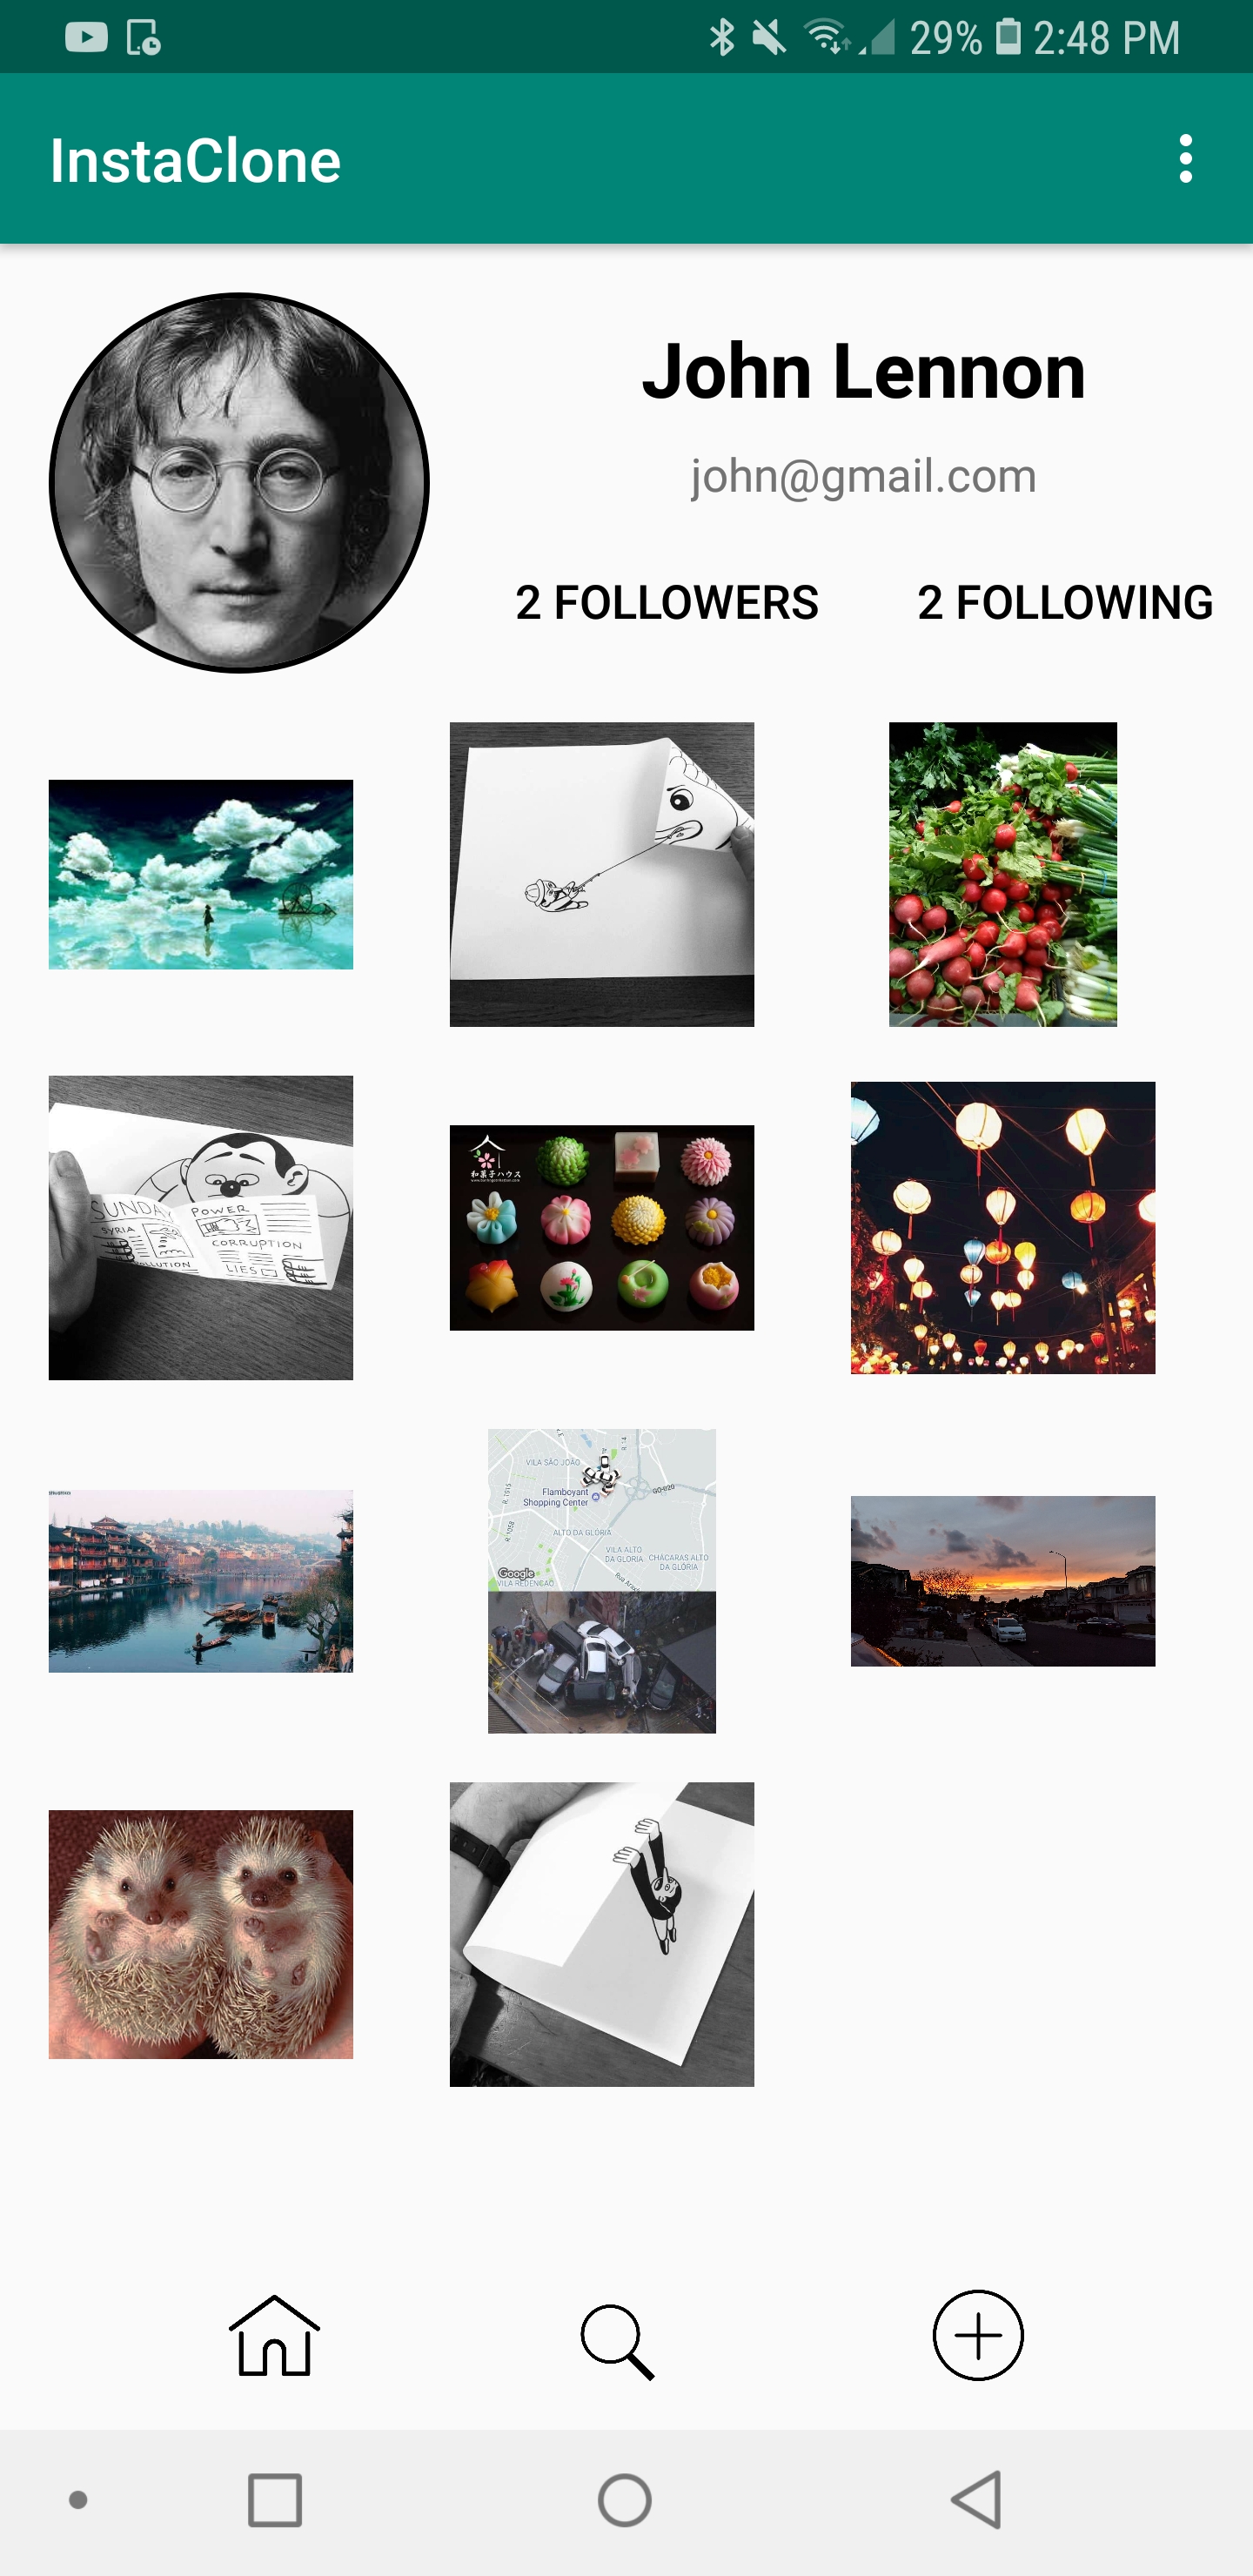 29% 2:48 PM
InstaClone
John Lennon
john@gmail.com
2 FOLLOWERS 2 FOLLOWING
SUNDAY
SYRIA
POWER
CORRUPTION
LIES
和菓子ハウス
VILA SÃO JOÃO
Flamboyant
Shopping Center
GO-020
ALTO DA GLÓRIA
VILA ALTO
DA GLÓRIA
CHÁCARAS ALTO
DA GLÓRIA
Google
VILA REDENÇÃO